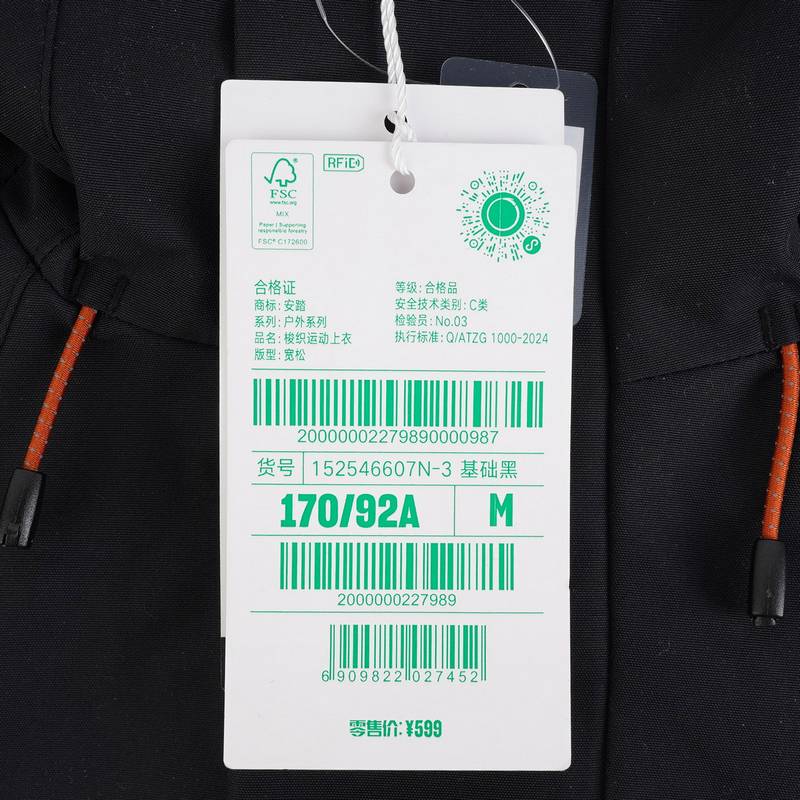 RFiD
FSC
www.fsc.org
MIX
Paper | Supporting
responsible forestry
FSC® C172600
合格证
商标: 安踏
系列: 户外系列
品名: 梭织运动上衣
版型: 宽松
等级: 合格品
安全技术类别: C类
检验员: No.03
执行标准: Q/ATZG 1000-2024
20000002279890000987
货号 152546607N-3 基础黑
170/92A M
2000000227989
6 909822 027452
零售价: ¥599